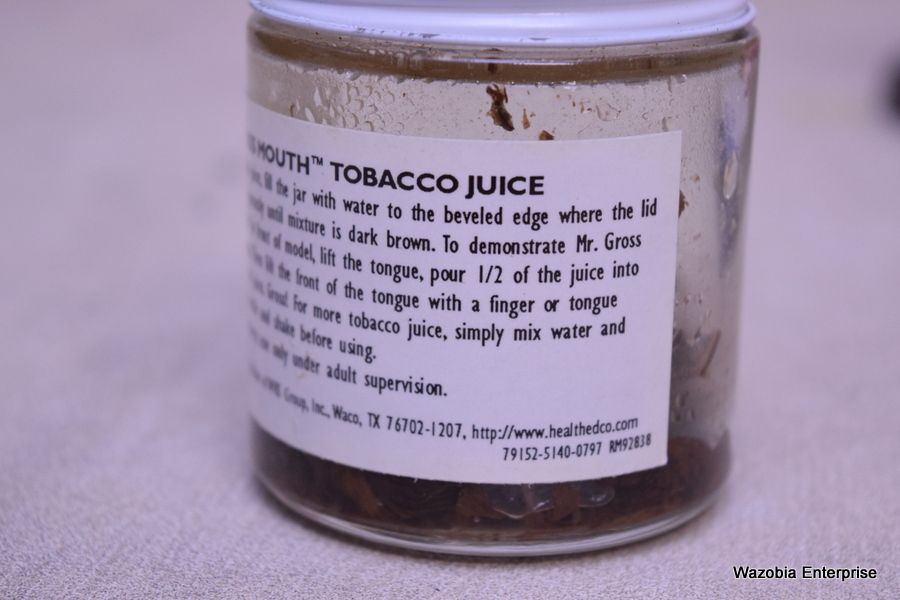 MOUTH™ TOBACCO JUICE
fill the jar with water to the beveled edge where the lid
until mixture is dark brown. To demonstrate Mr. Gross
front of model, lift the tongue, pour 1/2 of the juice into
lift the front of the tongue with a finger or tongue
Gross! For more tobacco juice, simply mix water and
and shake before using.
only under adult supervision.
Group, Inc., Waco, TX 76702-1207, http://www.healthedco.com
79152-5140-0797 RM92838
Wazobia Enterprise